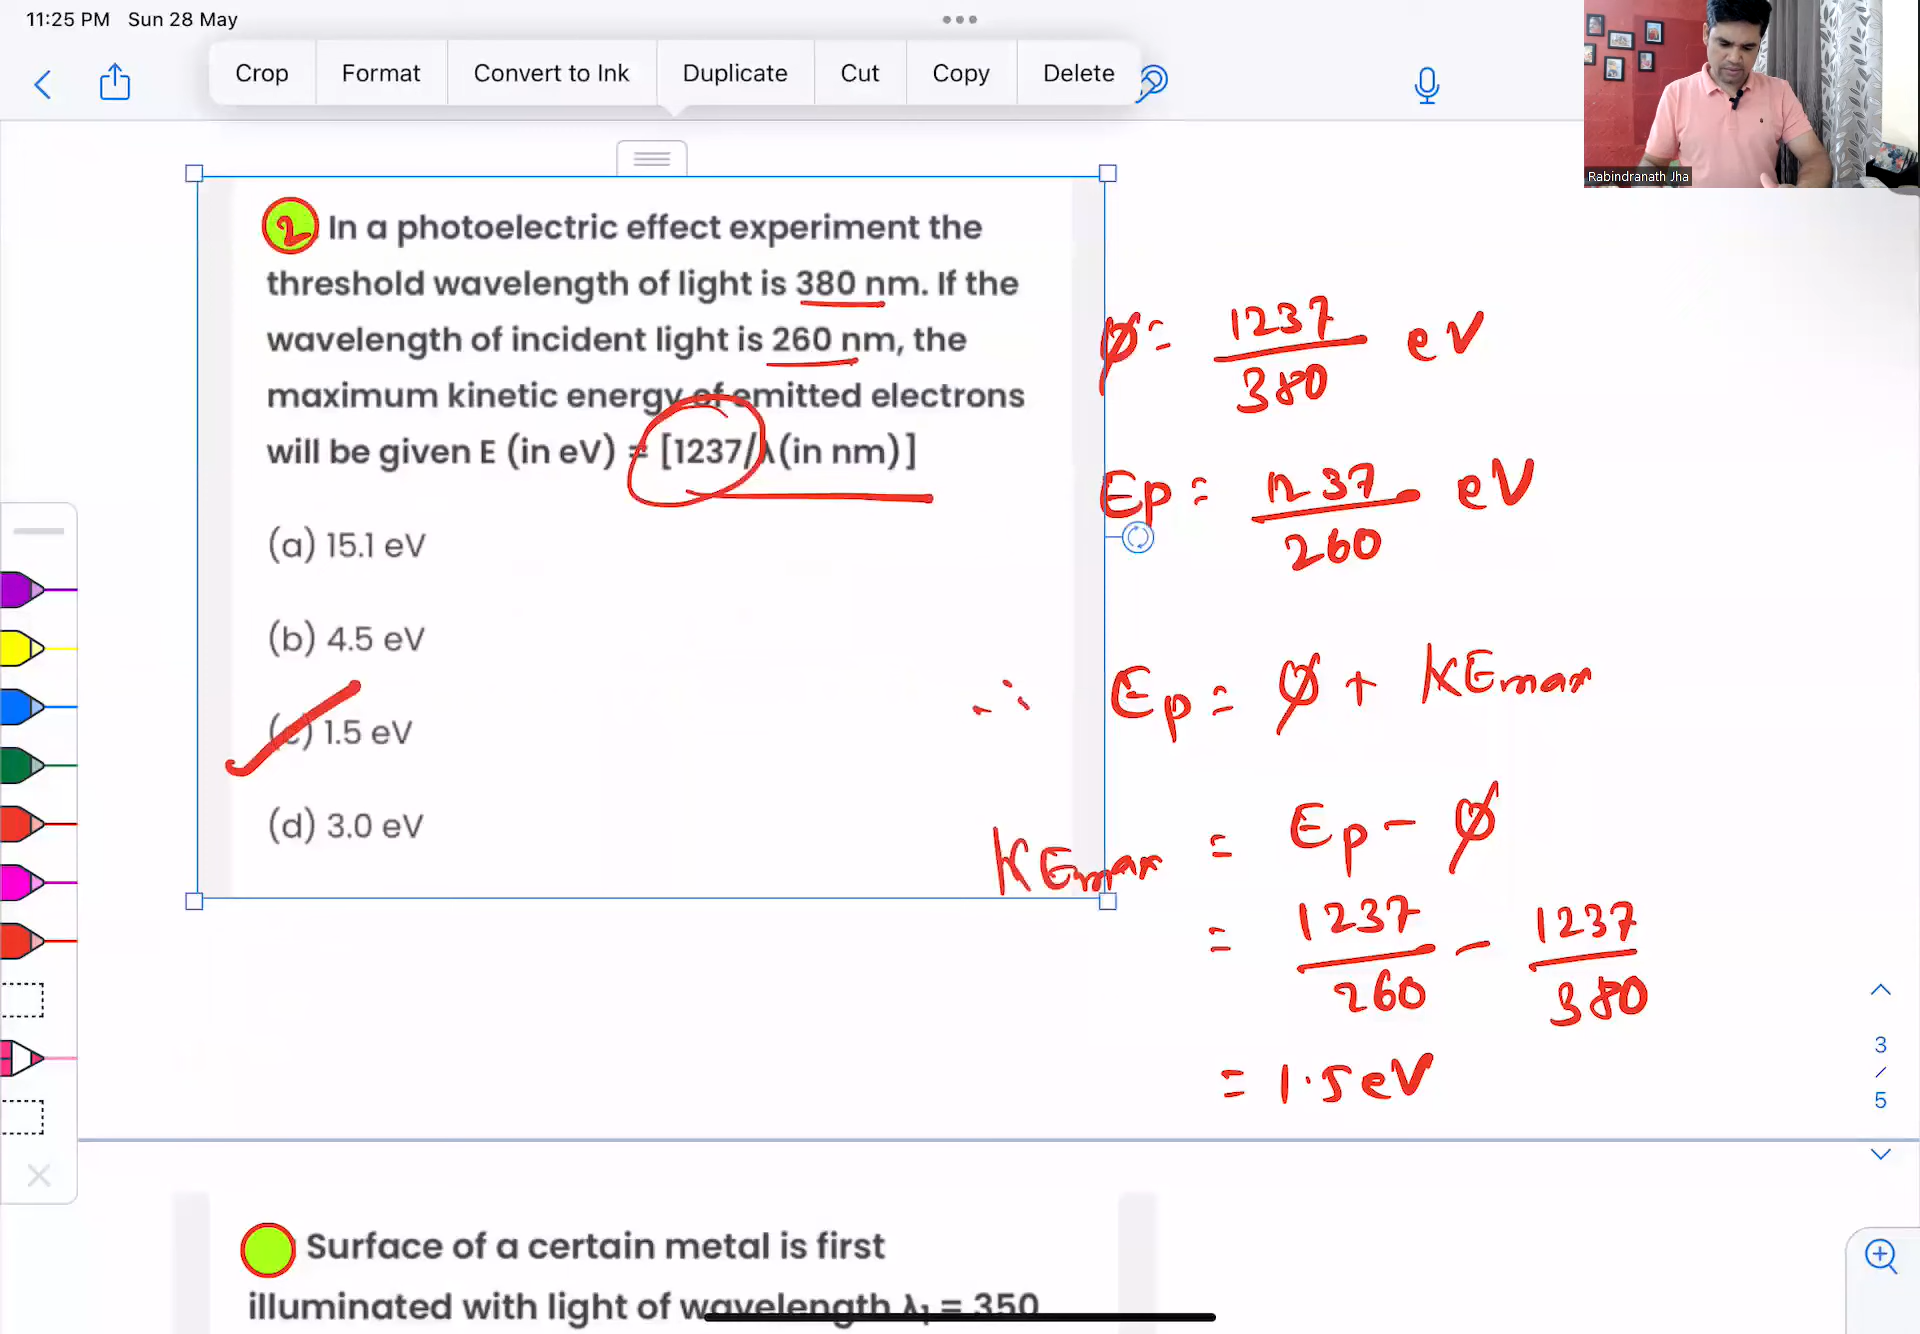 11:25 PM Sun 28 May
Crop Format Convert to Ink Duplicate Cut Copy Delete
Rabindranath Jha
2 In a photoelectric effect experiment the
threshold wavelength of light is 380 nm. If the
wavelength of incident light is 260 nm, the
maximum kinetic energy of emitted electrons
will be given E (in eV) = [1237/λ(in nm)]
(a) 15.1 eV
(b) 4.5 eV
(c) 1.5 eV
(d) 3.0 eV
ϕ = 1237/380 eV
Ep = 1237/260 eV
∴ Ep = ϕ + KEmax
KEmax = Ep - ϕ
= 1237/260 - 1237/380
= 1.5 eV
3
/
5
Surface of a certain metal is first
illuminated with light of wavelength λ₁ = 350